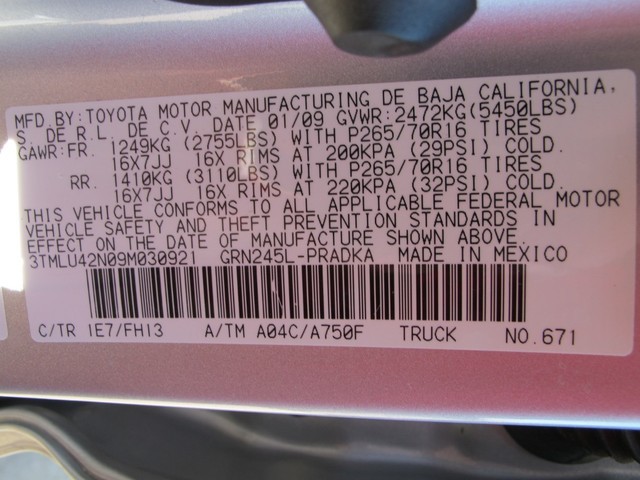 MFD.BY:TOYOTA MOTOR MANUFACTURING DE BAJA CALIFORNIA,
S. DE R.L. DE C.V. DATE 01/09 GVWR:2472KG(5450LBS)
GAWR:FR. 1249KG (2755LBS) WITH P265/70R16 TIRES
16X7JJ 16X RIMS AT 200KPA (29PSI) COLD.
RR. 1410KG (3110LBS) WITH P265/70R16 TIRES
16X7JJ 16X RIMS AT 220KPA (32PSI) COLD.
THIS VEHICLE CONFORMS TO ALL APPLICABLE FEDERAL MOTOR
VEHICLE SAFETY AND THEFT PREVENTION STANDARDS IN
EFFECT ON THE DATE OF MANUFACTURE SHOWN ABOVE.
3TMLU42N09M030921 GRN245L-PRADKA MADE IN MEXICO
C/TR 1E7/FH13 A/TM A04C/A750F TRUCK NO.671